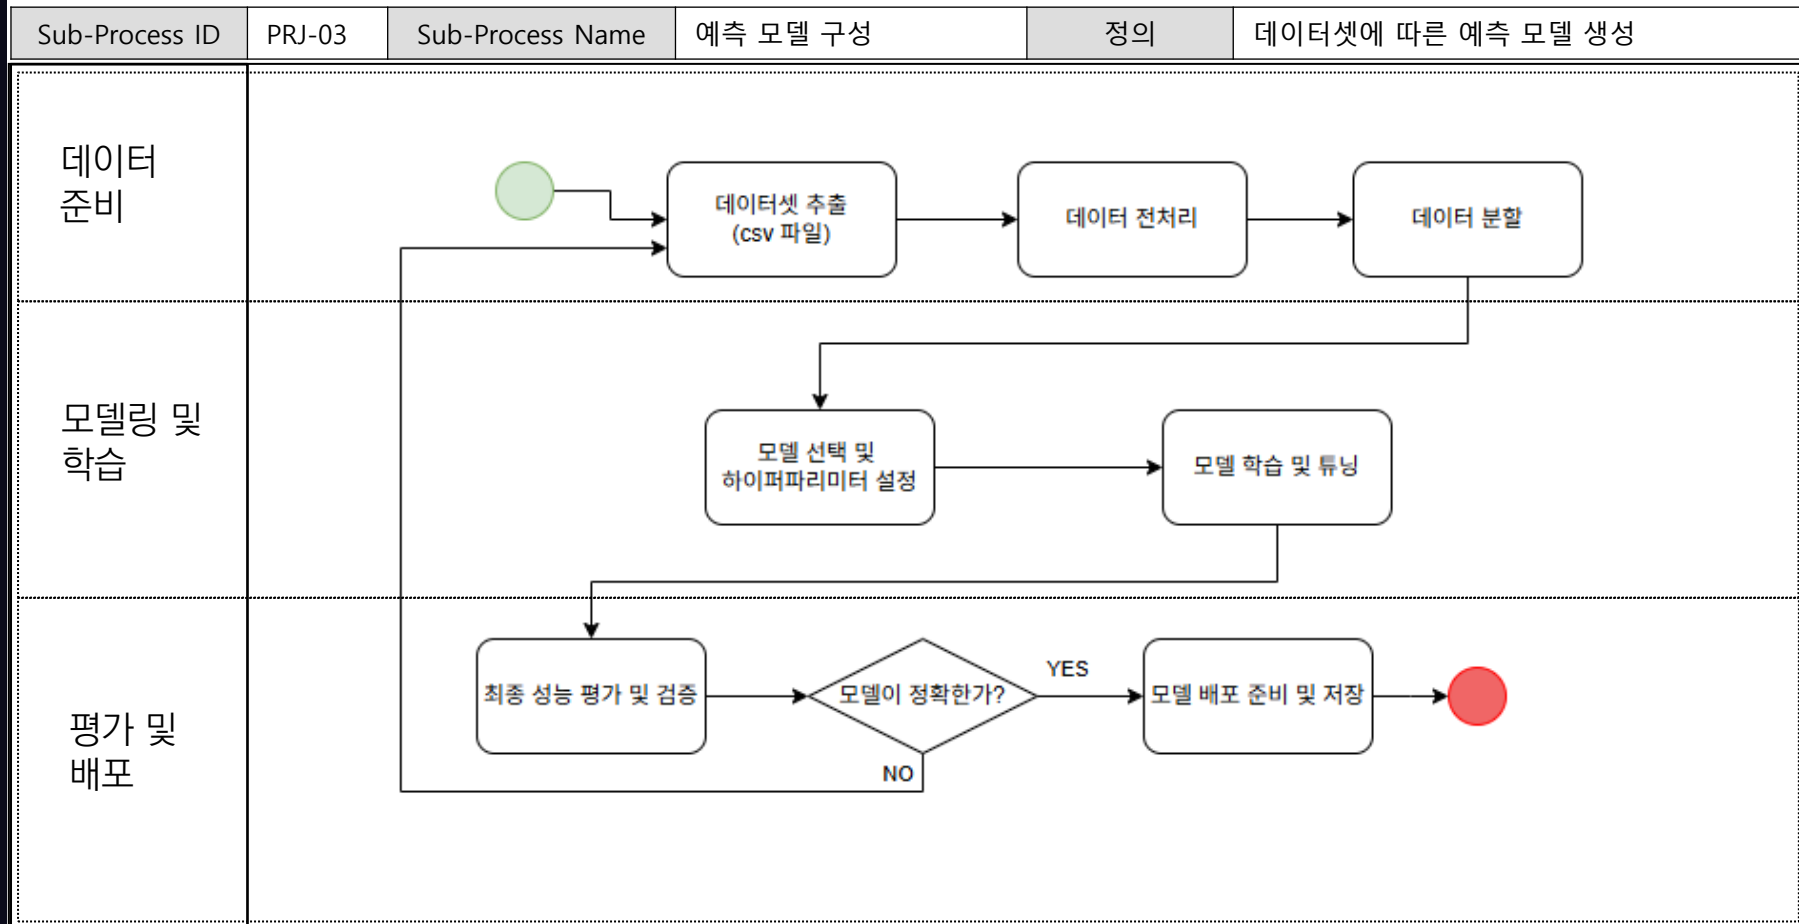 Sub-Process ID PRJ-03 Sub-Process Name 예측 모델 구성 정의 데이터셋에 따른 예측 모델 생성
데이터
준비
데이터셋 추출
(csv 파일)
데이터 전처리
데이터 분할
모델링 및
학습
모델 선택 및
하이퍼파리미터 설정
모델 학습 및 튜닝
평가 및
배포
최종 성능 평가 및 검증
모델이 정확한가?
YES
NO
모델 배포 준비 및 저장